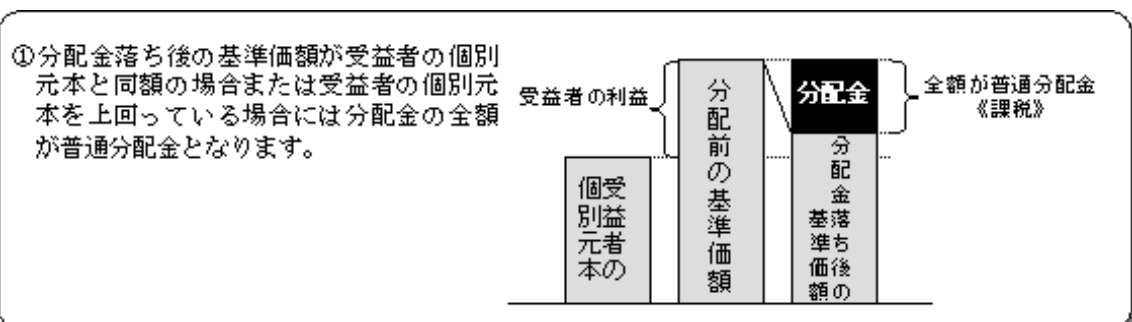 ①分配金落ち後の基準価額が受益者の個別
元本と同額の場合または受益者の個別元
本を上回っている場合には分配金の全額
が普通分配金となります。
受益者の利益
受益者の
個別元本
分配前の基準価額
分配金
分配金落ち後の
基準価額
全額が普通分配金
《課税》